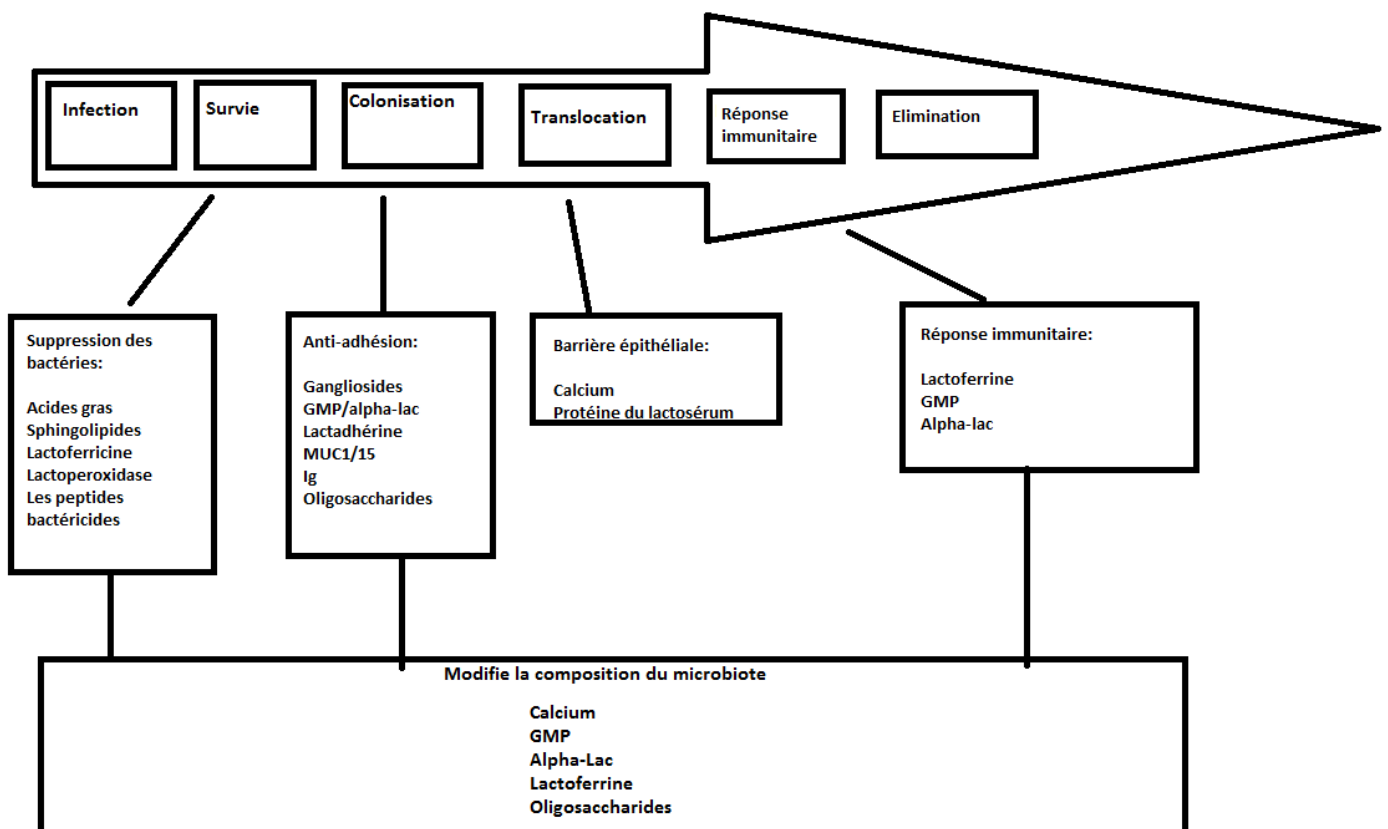 Infection
Survie
Colonisation
Translocation
Réponse
immunitaire
Elimination
Suppression des
bactéries:
Acides gras
Sphingolipides
Lactoferricine
Lactoperoxidase
Les peptides
bactéricides
Anti-adhésion:
Gangliosides
GMP/alpha-lac
Lactadhérine
MUC1/15
Ig
Oligosaccharides
Barrière épithéliale:
Calcium
Protéine du lactosérum
Réponse immunitaire:
Lactoferrine
GMP
Alpha-lac
Modifie la composition du microbiote
Calcium
GMP
Alpha-Lac
Lactoferrine
Oligosaccharides